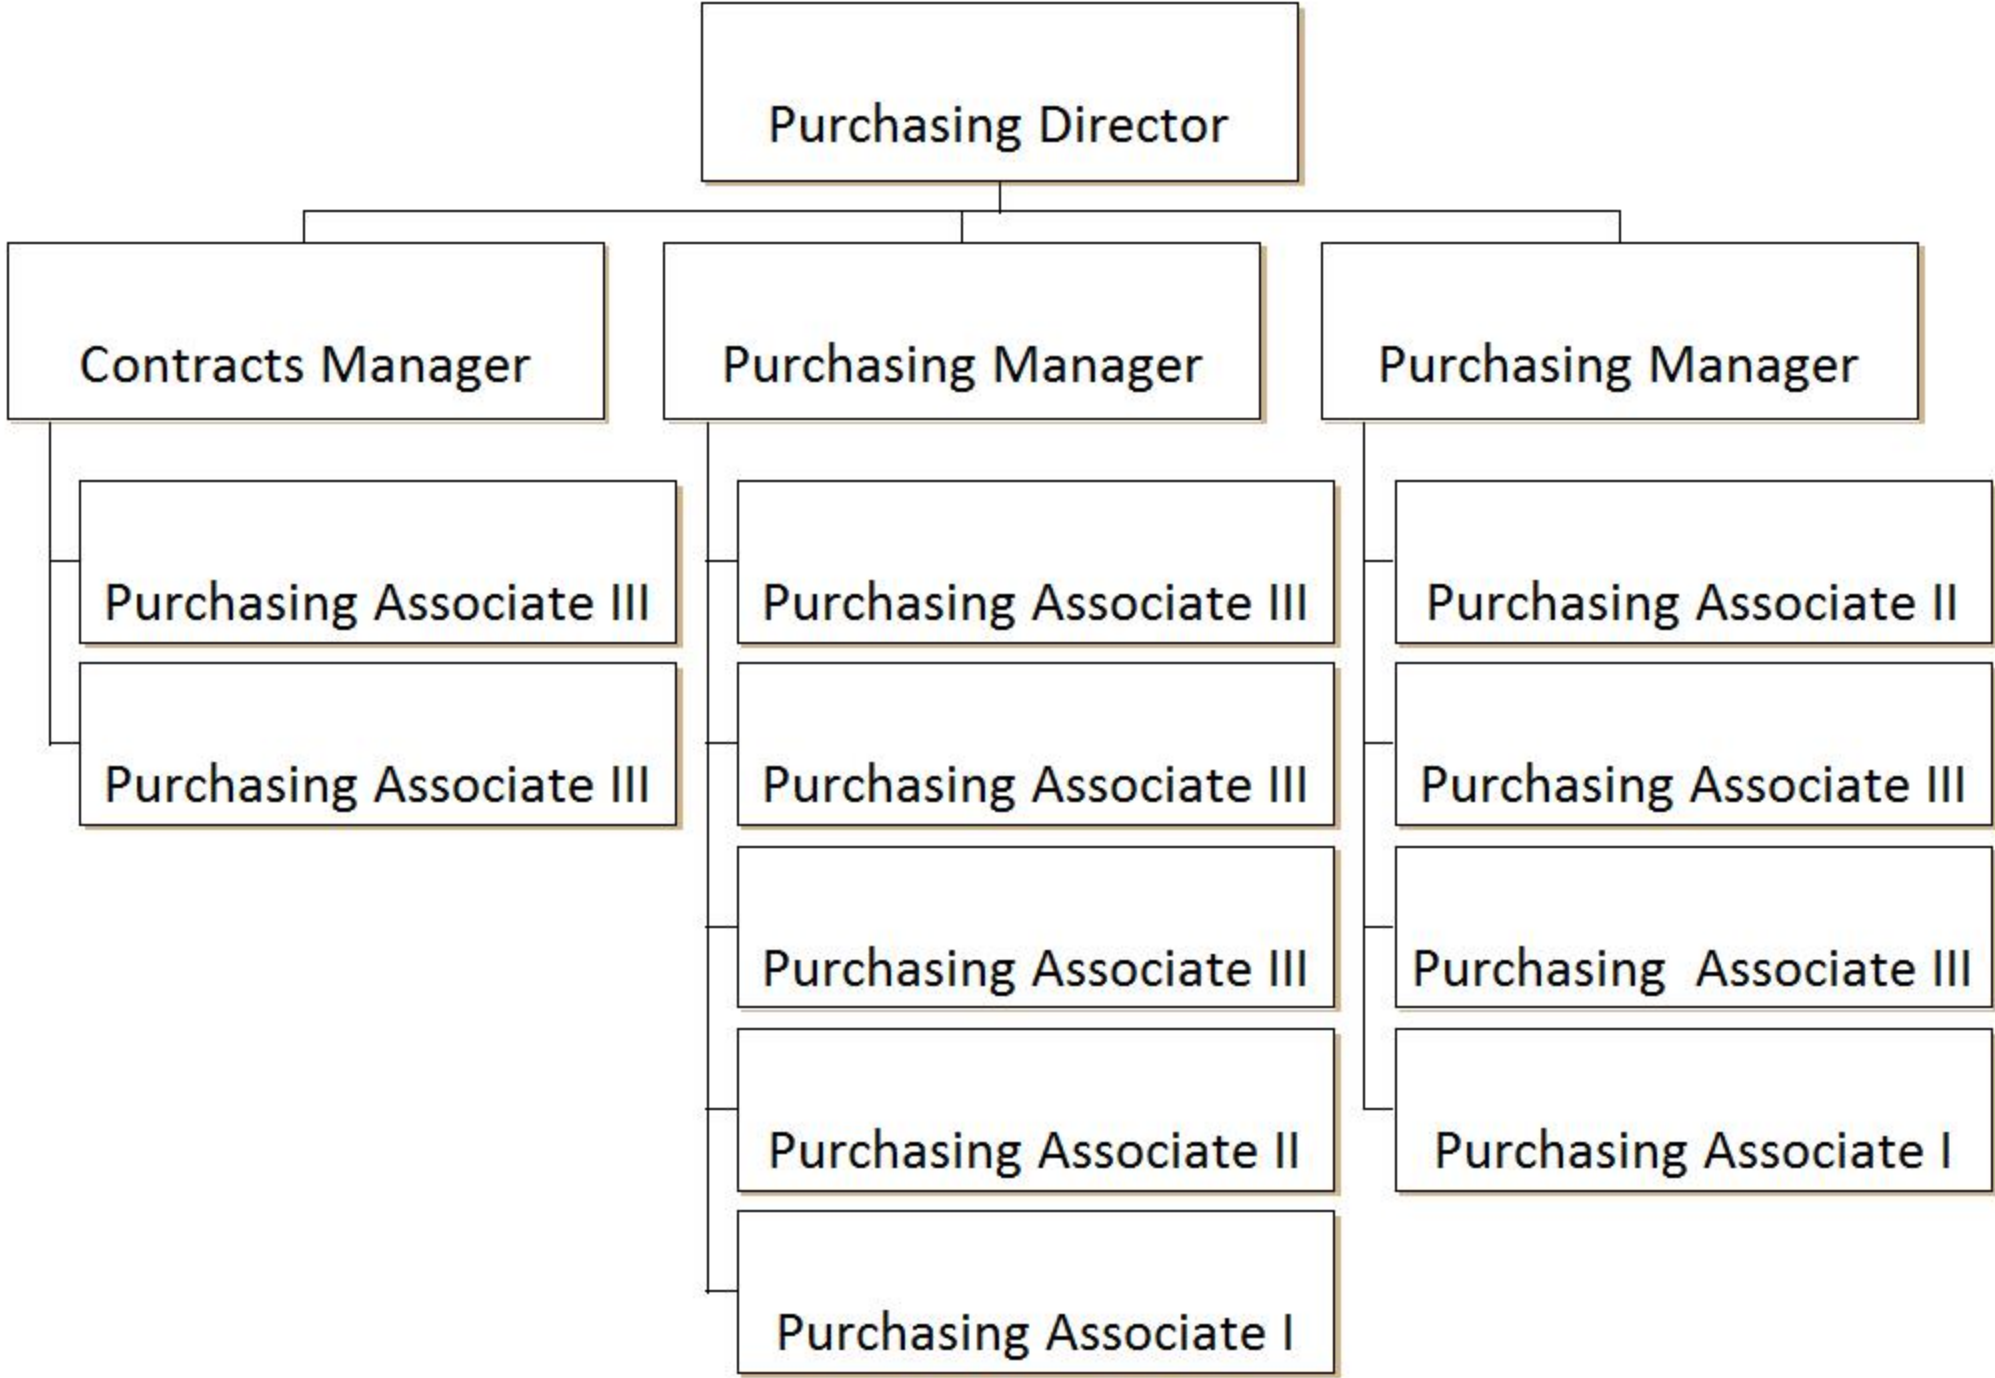 Purchasing Director
Contracts Manager
Purchasing Manager
Purchasing Manager
Purchasing Associate III
Purchasing Associate III
Purchasing Associate III
Purchasing Associate III
Purchasing Associate III
Purchasing Associate II
Purchasing Associate I
Purchasing Associate II
Purchasing Associate III
Purchasing  Associate III
Purchasing Associate I